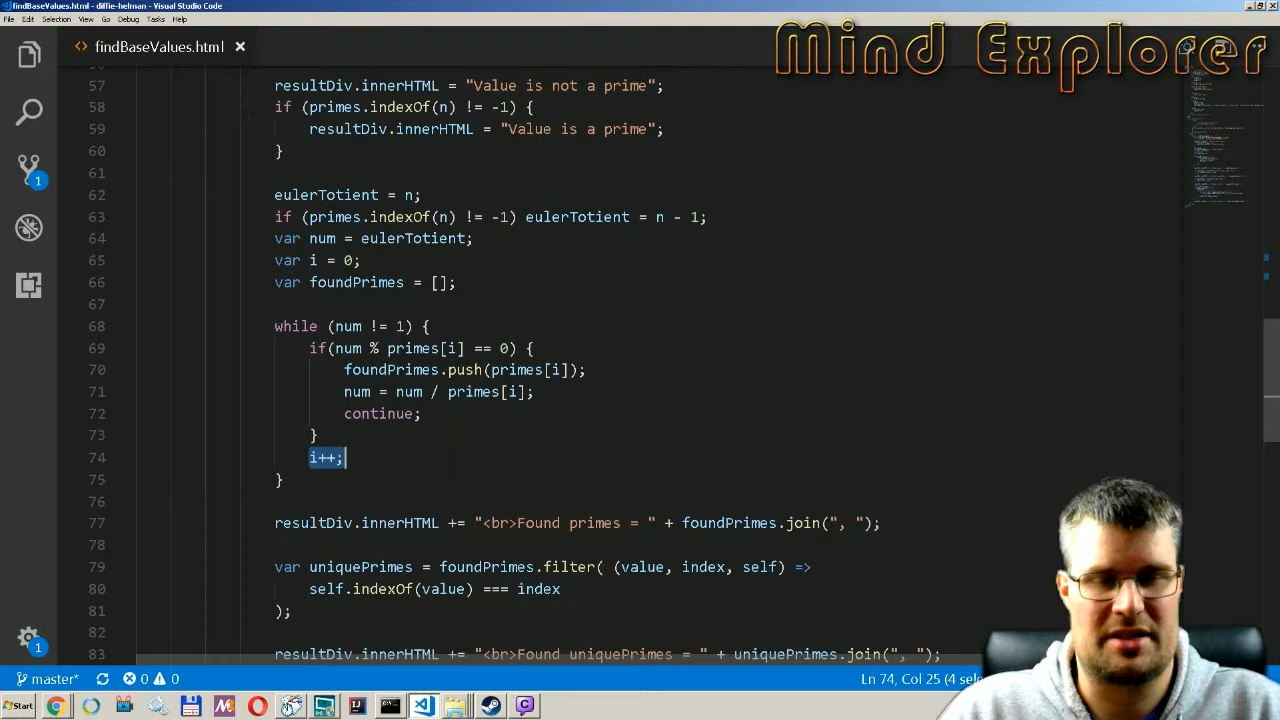 findBaseValues.html - diffie-helman - Visual Studio Code
File Edit Selection View Go Debug Tasks Help
findBaseValues.html
Mind Explorer
57 resultDiv.innerHTML = "Value is not a prime";
58 if (primes.indexOf(n) != -1) {
59 resultDiv.innerHTML = "Value is a prime";
60 }
61
62 eulerTotient = n;
63 if (primes.indexOf(n) != -1) eulerTotient = n - 1;
64 var num = eulerTotient;
65 var i = 0;
66 var foundPrimes = [];
67
68 while (num != 1) {
69 if(num % primes[i] == 0) {
70 foundPrimes.push(primes[i]);
71 num = num / primes[i];
72 continue;
73 }
74 i++;
75 }
76
77 resultDiv.innerHTML += "<br>Found primes = " + foundPrimes.join(", ");
78
79 var uniquePrimes = foundPrimes.filter( (value, index, self) =>
80 self.indexOf(value) === index
81 );
82
83 resultDiv.innerHTML += "<br>Found uniquePrimes = " + uniquePrimes.join(", ");
1
1
master* 0 0 Ln 74, Col 25 (4 sele
Start